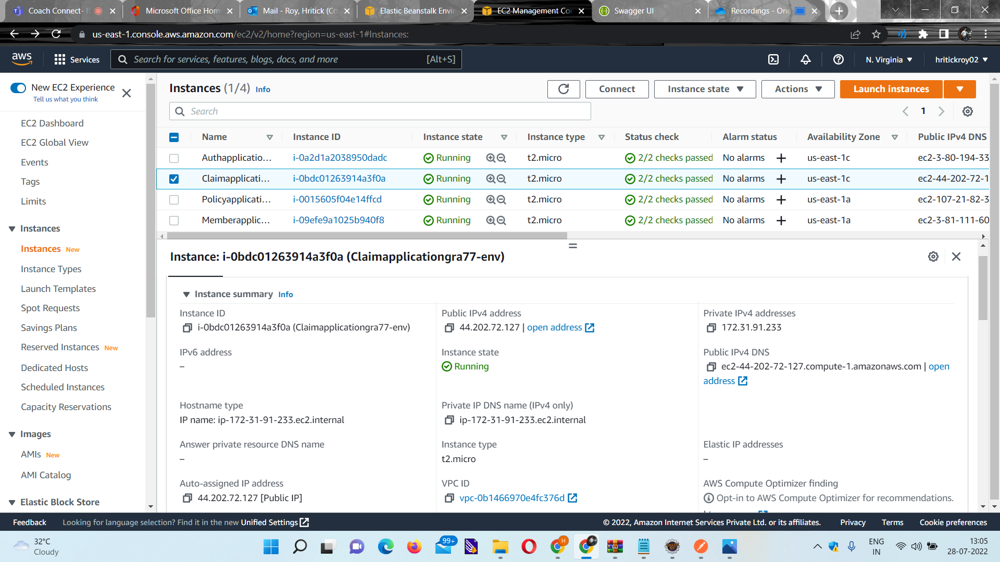 Coach Connect-
Microsoft Office Hom
Mail - Roy, Hritick (Co
Elastic Beanstalk Envi
EC2 Management Co
Swagger UI
Recordings - One
us-east-1.console.aws.amazon.com/ec2/v2/home?region=us-east-1#Instances:
aws
Services
Search for services, features, blogs, docs, and more
[Alt+S]
N. Virginia
hritickroy02
New EC2 Experience
Tell us what you think
EC2 Dashboard
EC2 Global View
Events
Tags
Limits
Instances
Instances New
Instance Types
Launch Templates
Spot Requests
Savings Plans
Reserved Instances New
Dedicated Hosts
Scheduled Instances
Capacity Reservations
Images
AMIs New
AMI Catalog
Elastic Block Store
Instances (1/4) Info
Connect
Instance state
Actions
Launch instances
Search
1
Name Instance ID Instance state Instance type Status check Alarm status Availability Zone Public IPv4 DNS
Authapplicatio... i-0a2d1a2038950dadc Running t2.micro 2/2 checks passed No alarms us-east-1c ec2-3-80-194-33
Claimapplicati... i-0bdc01263914a3f0a Running t2.micro 2/2 checks passed No alarms us-east-1c ec2-44-202-72-1
Policyapplicati... i-0015605f04e14ffcd Running t2.micro 2/2 checks passed No alarms us-east-1a ec2-107-21-82-3
Memberapplic... i-09efe9a1025b940f8 Running t2.micro 2/2 checks passed No alarms us-east-1a ec2-3-81-111-60
Instance: i-0bdc01263914a3f0a (Claimapplicationgra77-env)
Instance summary Info
Instance ID
i-0bdc01263914a3f0a (Claimapplicationgra77-env)
Public IPv4 address
44.202.72.127 | open address
Private IPv4 addresses
172.31.91.233
IPv6 address
–
Instance state
Running
Public IPv4 DNS
ec2-44-202-72-127.compute-1.amazonaws.com | open
address
Hostname type
IP name: ip-172-31-91-233.ec2.internal
Private IP DNS name (IPv4 only)
ip-172-31-91-233.ec2.internal
Answer private resource DNS name
–
Instance type
t2.micro
Elastic IP addresses
–
Auto-assigned IP address
44.202.72.127 [Public IP]
VPC ID
vpc-0b1466970e4fc376d
AWS Compute Optimizer finding
Opt-in to AWS Compute Optimizer for recommendations.
Feedback
Looking for language selection? Find it in the new Unified Settings
© 2022, Amazon Internet Services Private Ltd. or its affiliates.
Privacy
Terms
Cookie preferences
32°C
Cloudy
99+
H
ENG
IN
13:05
28-07-2022